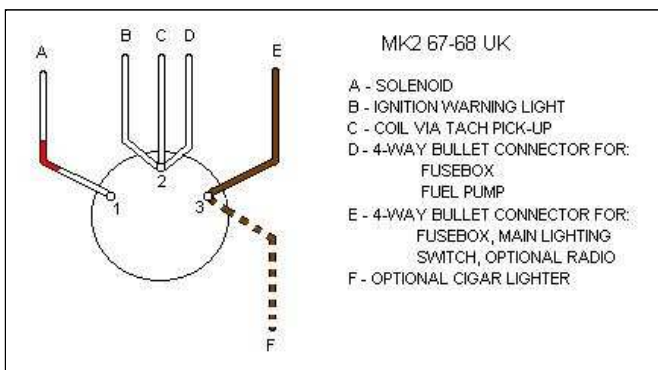 MK2 67-68 UK
A B C D E
A - SOLENOID
B - IGNITION WARNING LIGHT
C - COIL VIA TACH PICK-UP
D - 4-WAY BULLET CONNECTOR FOR:
FUSEBOX
FUEL PUMP
E - 4-WAY BULLET CONNECTOR FOR:
FUSEBOX, MAIN LIGHTING
SWITCH, OPTIONAL RADIO
F - OPTIONAL CIGAR LIGHTER
1 2 3
F